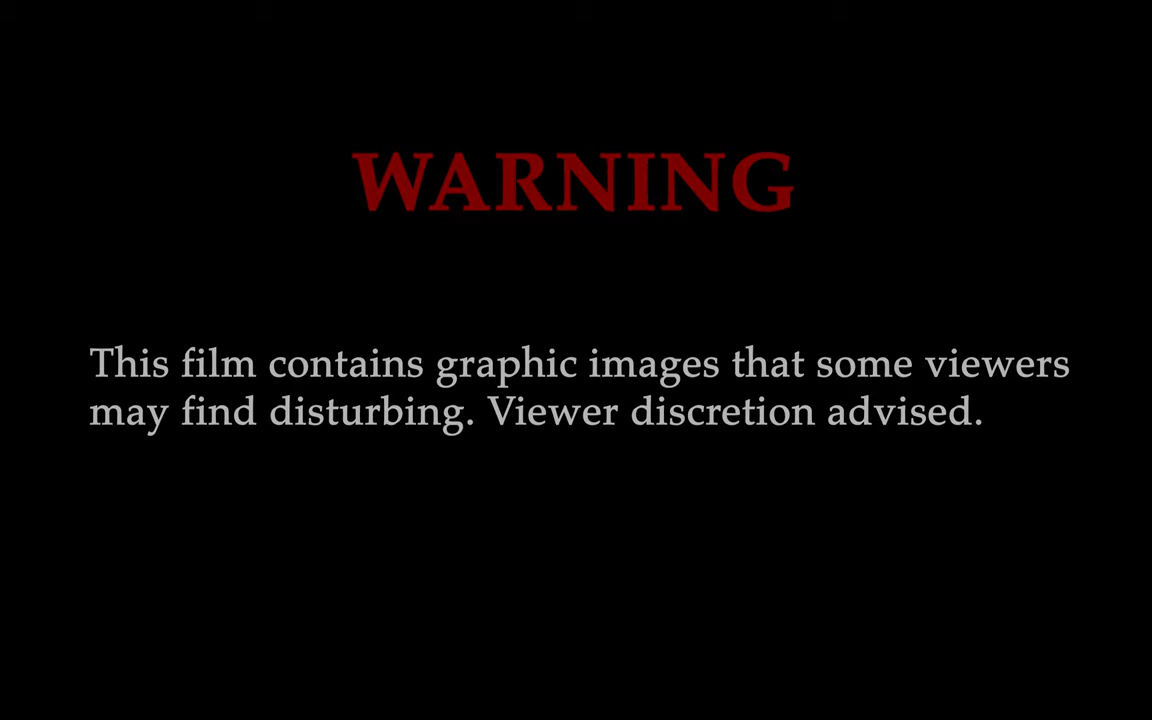 WARNING
This film contains graphic images that some viewers
may find disturbing. Viewer discretion advised.